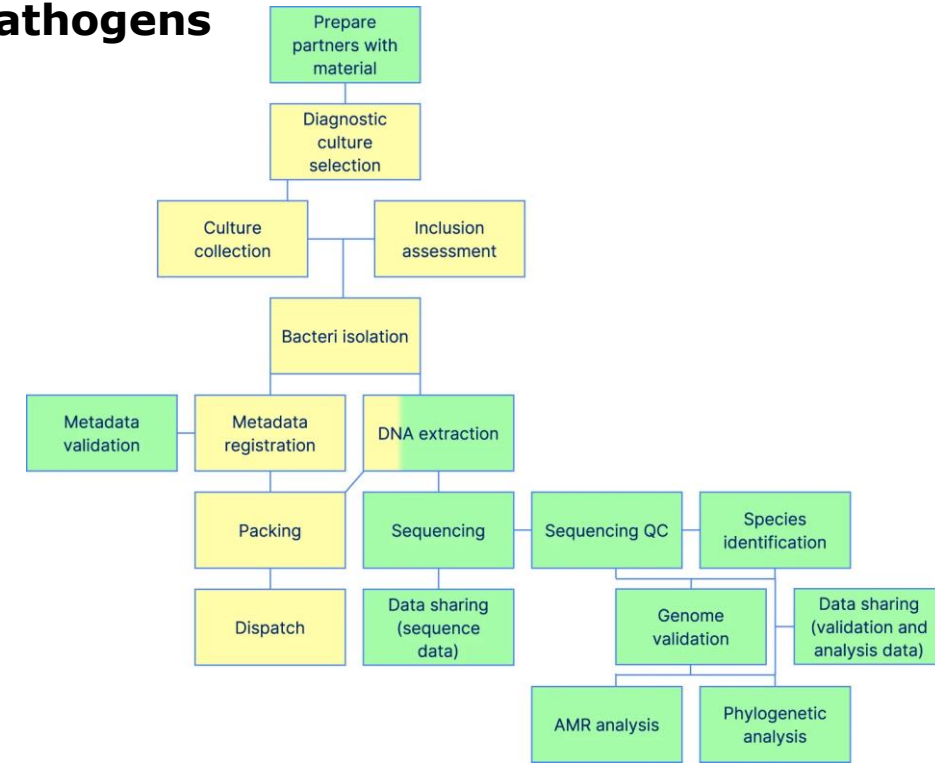 athogens
Prepare
partners with
material
Diagnostic
culture
selection
Culture
collection
Inclusion
assessment
Bacteri isolation
Metadata
validation
Metadata
registration
DNA extraction
Packing
Sequencing
Sequencing QC
Species
identification
Dispatch
Data sharing
(sequence
data)
Genome
validation
Data sharing
(validation and
analysis data)
AMR analysis
Phylogenetic
analysis